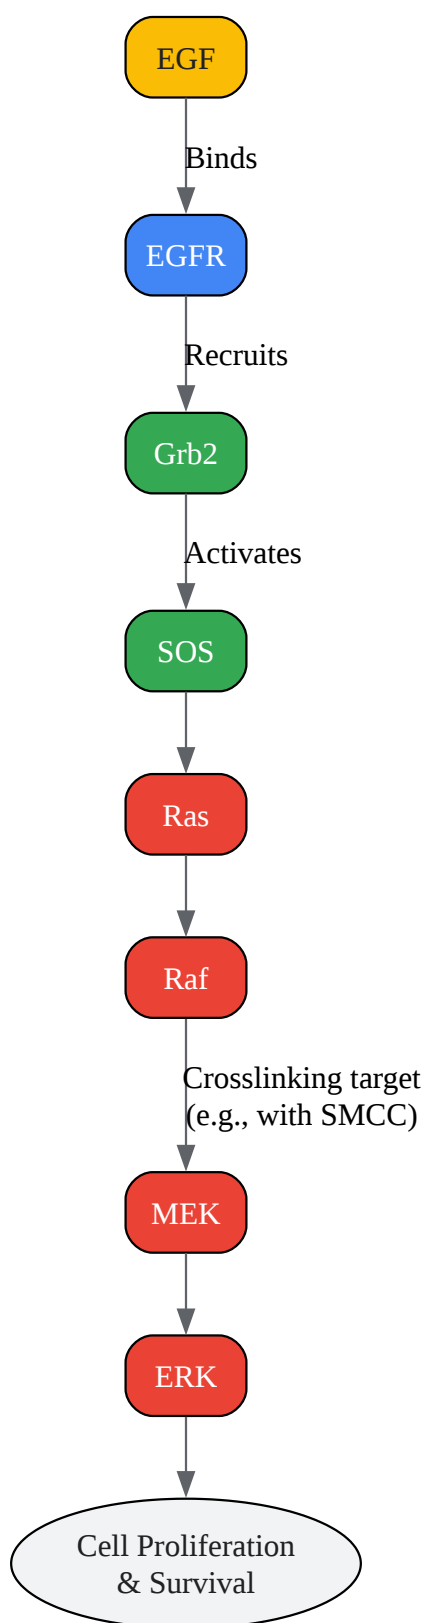 EGF
Binds
EGFR
Recruits
Grb2
Activates
SOS
Ras
Raf
Crosslinking target
(e.g., with SMCC)
MEK
ERK
Cell Proliferation
& Survival